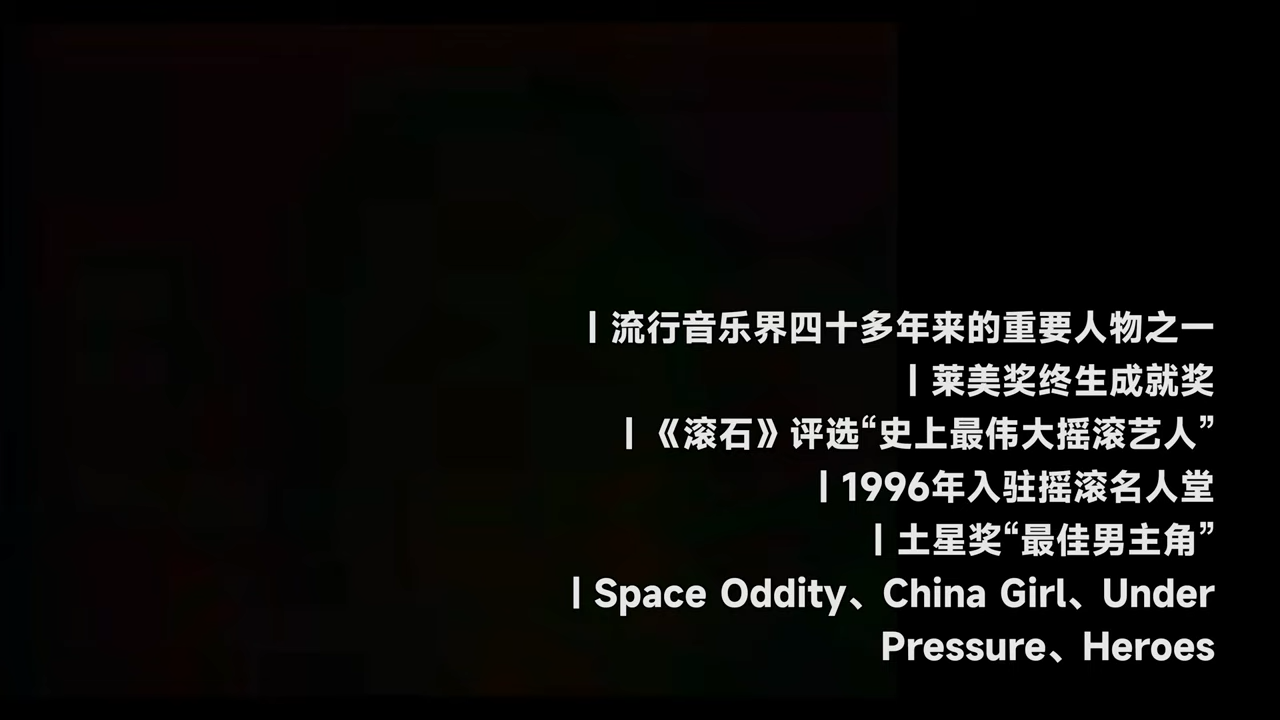 | 流行音乐界四十多年来的重要人物之一
| 莱美奖终生成就奖
| 《滚石》评选“史上最伟大摇滚艺人”
| 1996年入驻摇滚名人堂
| 土星奖“最佳男主角”
| Space Oddity、China Girl、Under
Pressure、Heroes